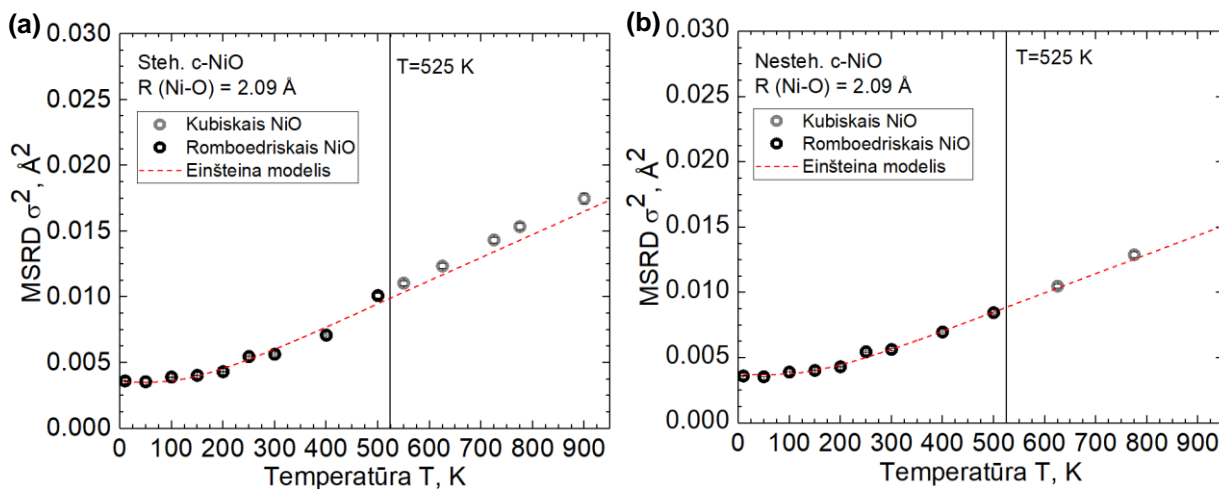 (a)
0.030
0.025
0.020
0.015
0.010
0.005
0.000
MSRD σ², Å²
Steh. c-NiO
R (Ni-O) = 2.09 Å
T=525 K
Kubiskais NiO
Romboedriskais NiO
Einšteina modelis
0 100 200 300 400 500 600 700 800 900
Temperatūra T, K
(b)
0.030
0.025
0.020
0.015
0.010
0.005
0.000
MSRD σ², Å²
Nesteh. c-NiO
R (Ni-O) = 2.09 Å
T=525 K
Kubiskais NiO
Romboedriskais NiO
Einšteina modelis
0 100 200 300 400 500 600 700 800 900
Temperatūra T, K